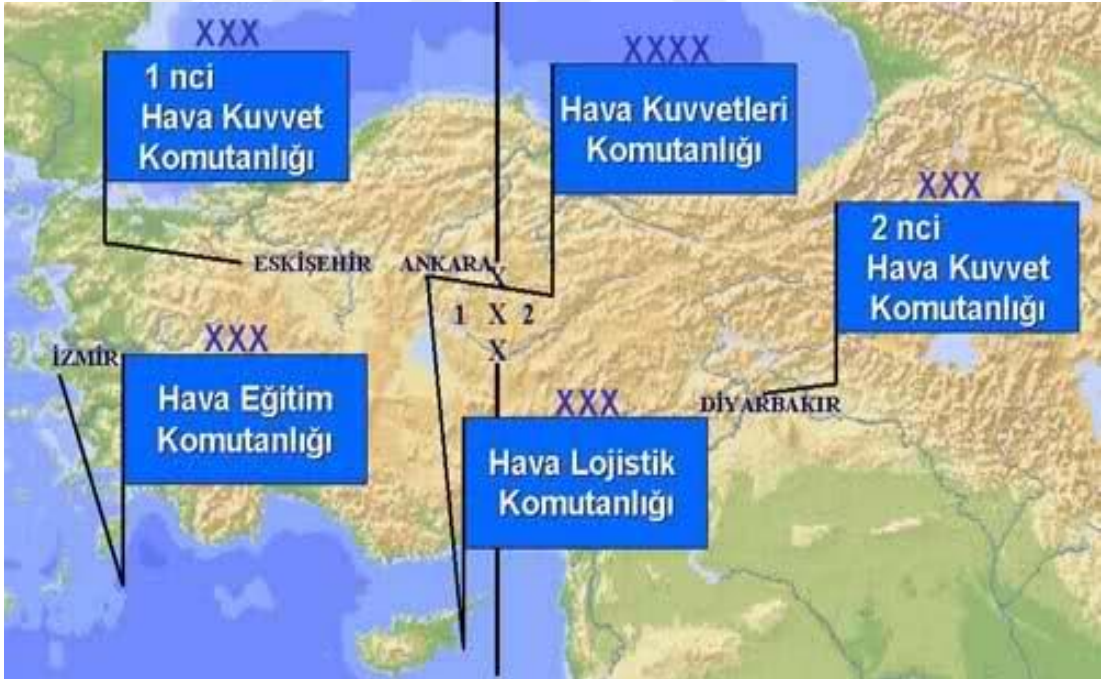 XXX
1 nci
Hava Kuvvet
Komutanlığı
XXXX
Hava Kuvvetleri
Komutanlığı
XXX
2 nci
Hava Kuvvet
Komutanlığı
ESKİŞEHİR
ANKARA
X
1 X 2
X
İZMİR
XXX
Hava Eğitim
Komutanlığı
XXX
Hava Lojistik
Komutanlığı
DİYARBAKIR